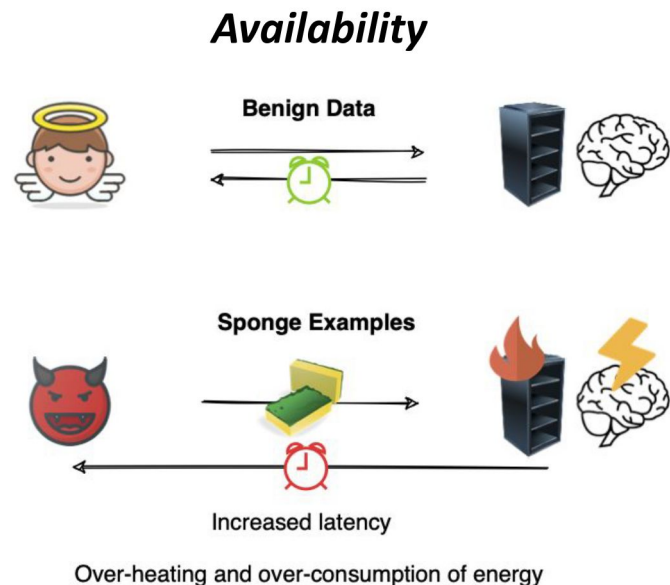 Availability
Benign Data
Sponge Examples
Increased latency
Over-heating and over-consumption of energy